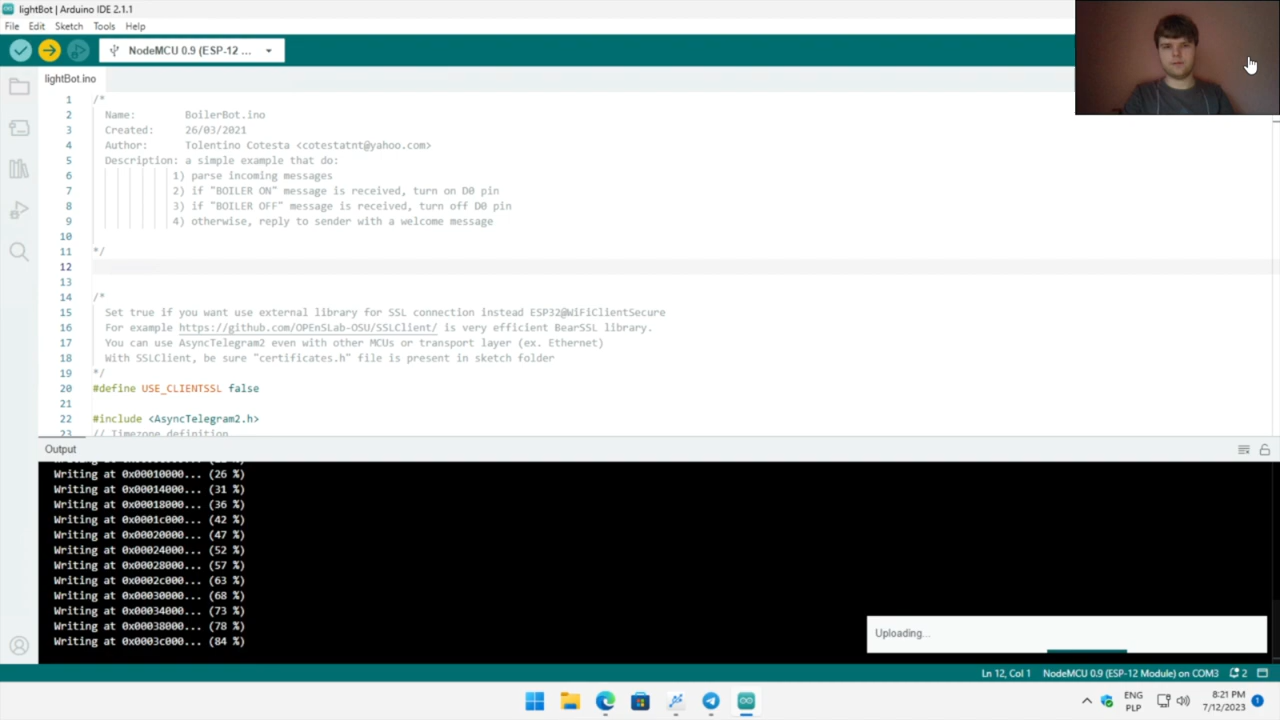 lightBot | Arduino IDE 2.1.1
File Edit Sketch Tools Help
NodeMCU 0.9 (ESP-12 ...
lightBot.ino
1 /*
2 Name: BoilerBot.ino
3 Created: 26/03/2021
4 Author: Tolentino Cotesta <cotestatnt@yahoo.com>
5 Description: a simple example that do:
6 1) parse incoming messages
7 2) if "BOILER ON" message is received, turn on D0 pin
8 3) if "BOILER OFF" message is received, turn off D0 pin
9 4) otherwise, reply to sender with a welcome message
10
11 */
12
13
14 /*
15 Set true if you want use external library for SSL connection instead ESP32@WiFiClientSecure
16 For example https://github.com/OPEnSLab-OSU/SSLClient/ is very efficient BearSSL library.
17 You can use AsyncTelegram2 even with other MCUs or transport layer (ex. Ethernet)
18 With SSLClient, be sure "certificates.h" file is present in sketch folder
19 */
20 #define USE_CLIENTSSL false
21
22 #include <AsyncTelegram2.h>
23 // Timezone definition
Output
Writing at 0x00010000... (26 %)
Writing at 0x00014000... (31 %)
Writing at 0x00018000... (36 %)
Writing at 0x0001c000... (42 %)
Writing at 0x00020000... (47 %)
Writing at 0x00024000... (52 %)
Writing at 0x00028000... (57 %)
Writing at 0x0002c000... (63 %)
Writing at 0x00030000... (68 %)
Writing at 0x00034000... (73 %)
Writing at 0x00038000... (78 %)
Writing at 0x0003c000... (84 %)
Uploading...
Ln 12, Col 1 NodeMCU 0.9 (ESP-12 Module) on COM3 2
ENG 8:21 PM
PLP 7/12/2023 1